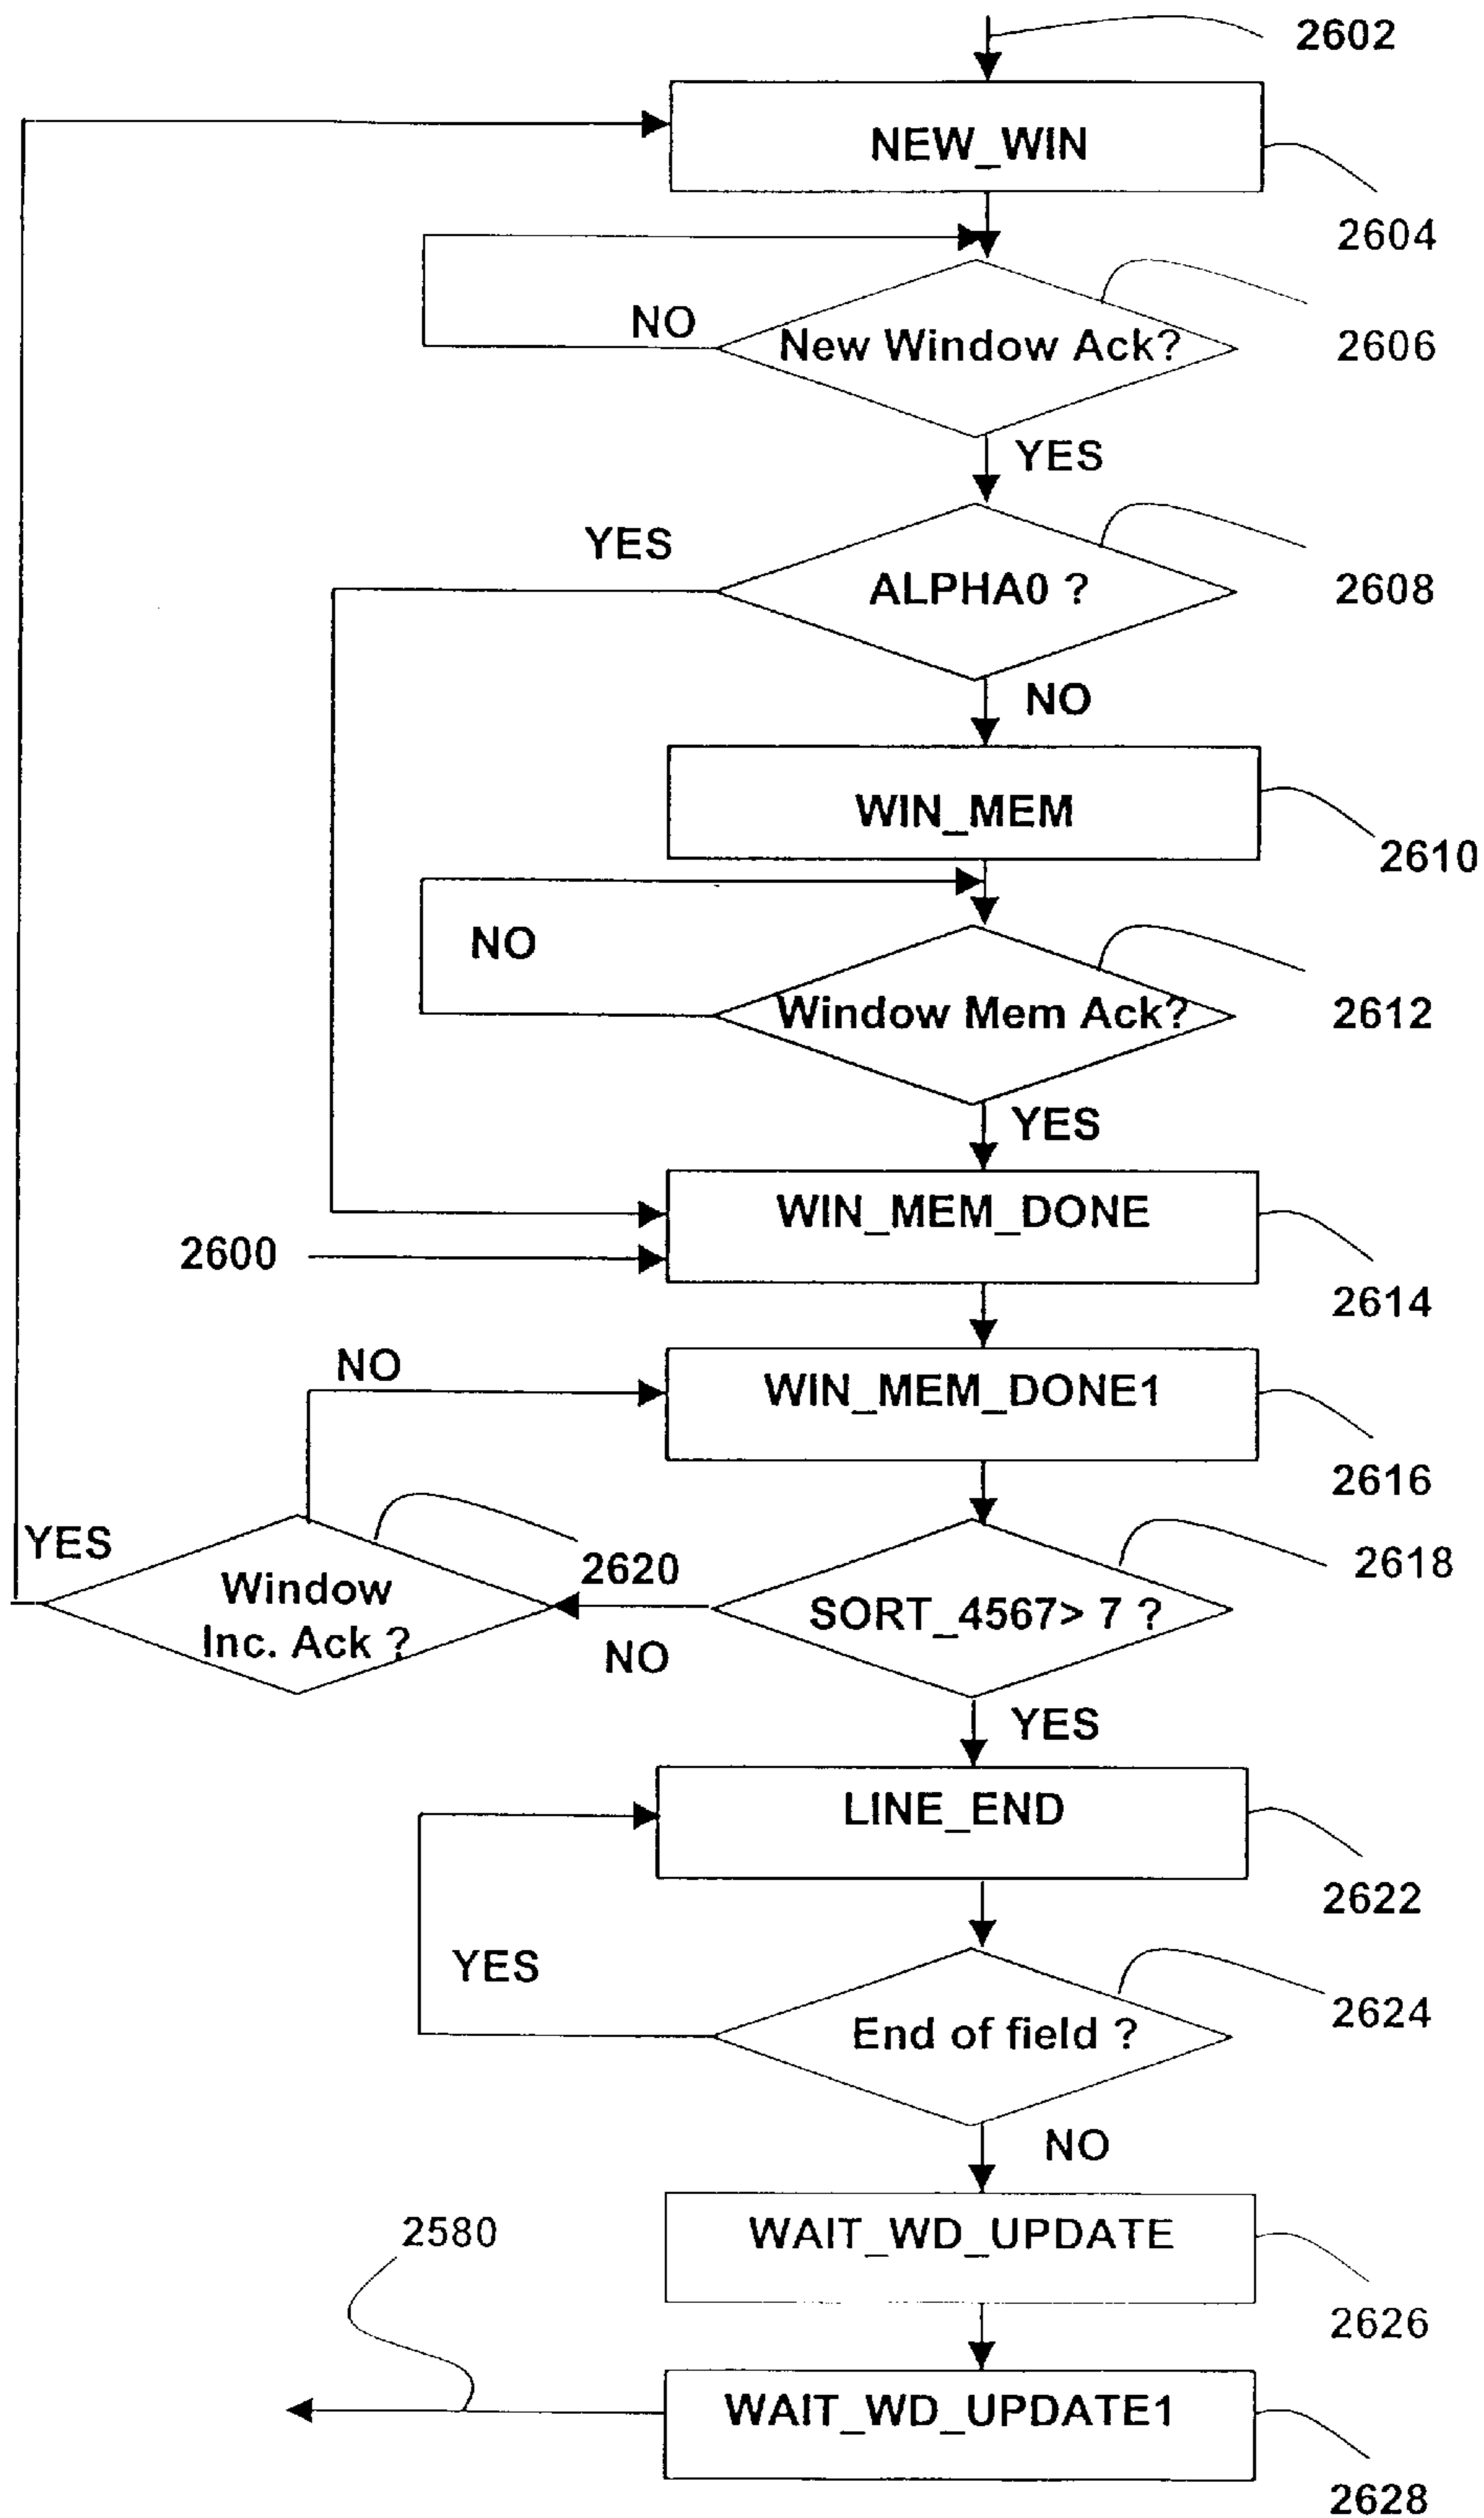 2602
NEW_WIN
2604
NO
New Window Ack?
2606
YES
YES
ALPHA0 ?
2608
NO
WIN_MEM
2610
NO
Window Mem Ack?
2612
YES
WIN_MEM_DONE
2600
2614
NO
WIN_MEM_DONE1
2616
YES
2620
2618
Window
Inc. Ack ?
SORT_4567> 7 ?
NO
YES
LINE_END
2622
YES
2624
End of field ?
NO
2580
WAIT_WD_UPDATE
2626
WAIT_WD_UPDATE1
2628